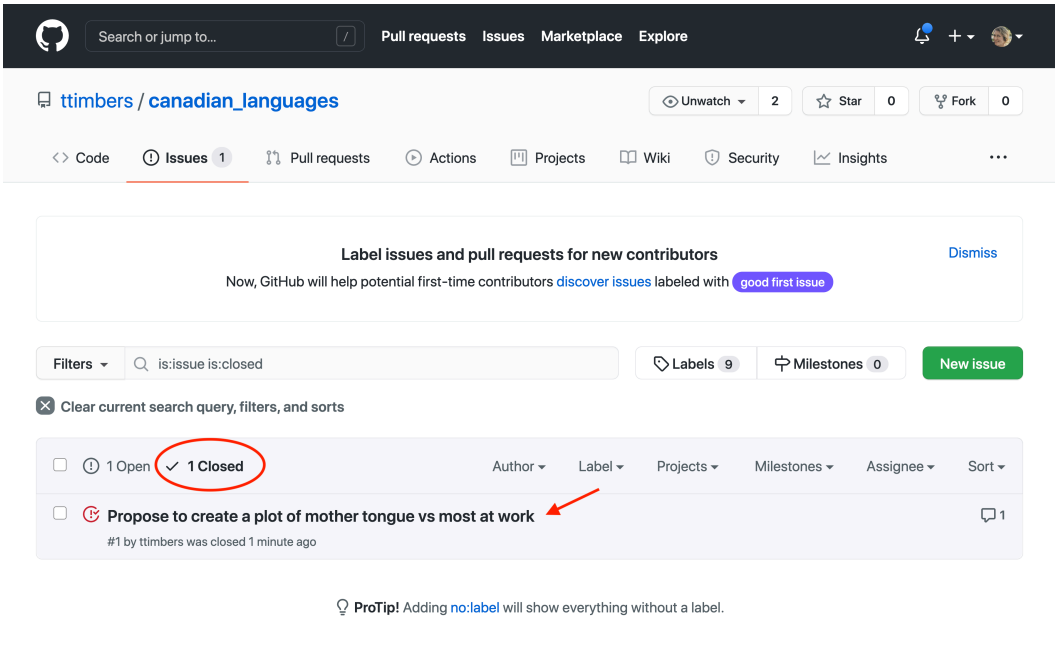 Search or jump to... / Pull requests Issues Marketplace Explore
ttimbers / canadian_languages Unwatch 2 Star 0 Fork 0
Code Issues 1 Pull requests Actions Projects Wiki Security Insights ...
Label issues and pull requests for new contributors Dismiss
Now, GitHub will help potential first-time contributors discover issues labeled with good first issue
Filters is:issue is:closed Labels 9 Milestones 0 New issue
Clear current search query, filters, and sorts
1 Open 1 Closed Author Label Projects Milestones Assignee Sort
Propose to create a plot of mother tongue vs most at work 1
#1 by ttimbers was closed 1 minute ago
ProTip! Adding no:label will show everything without a label.